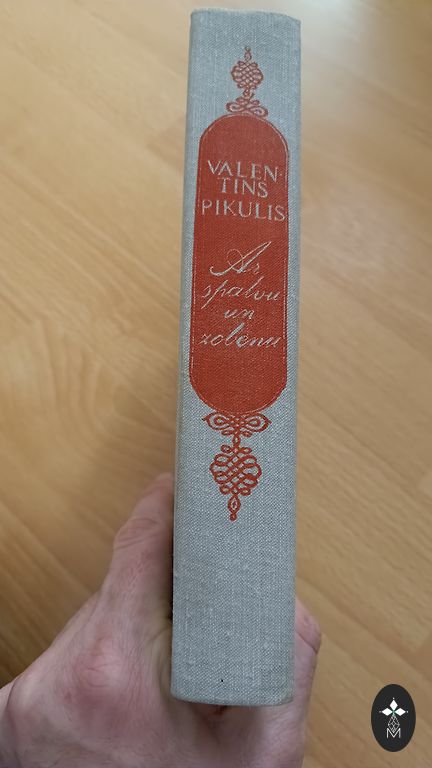 VALEN-
TINS
PIKULIS
Ar
spalvu
un
zobenu